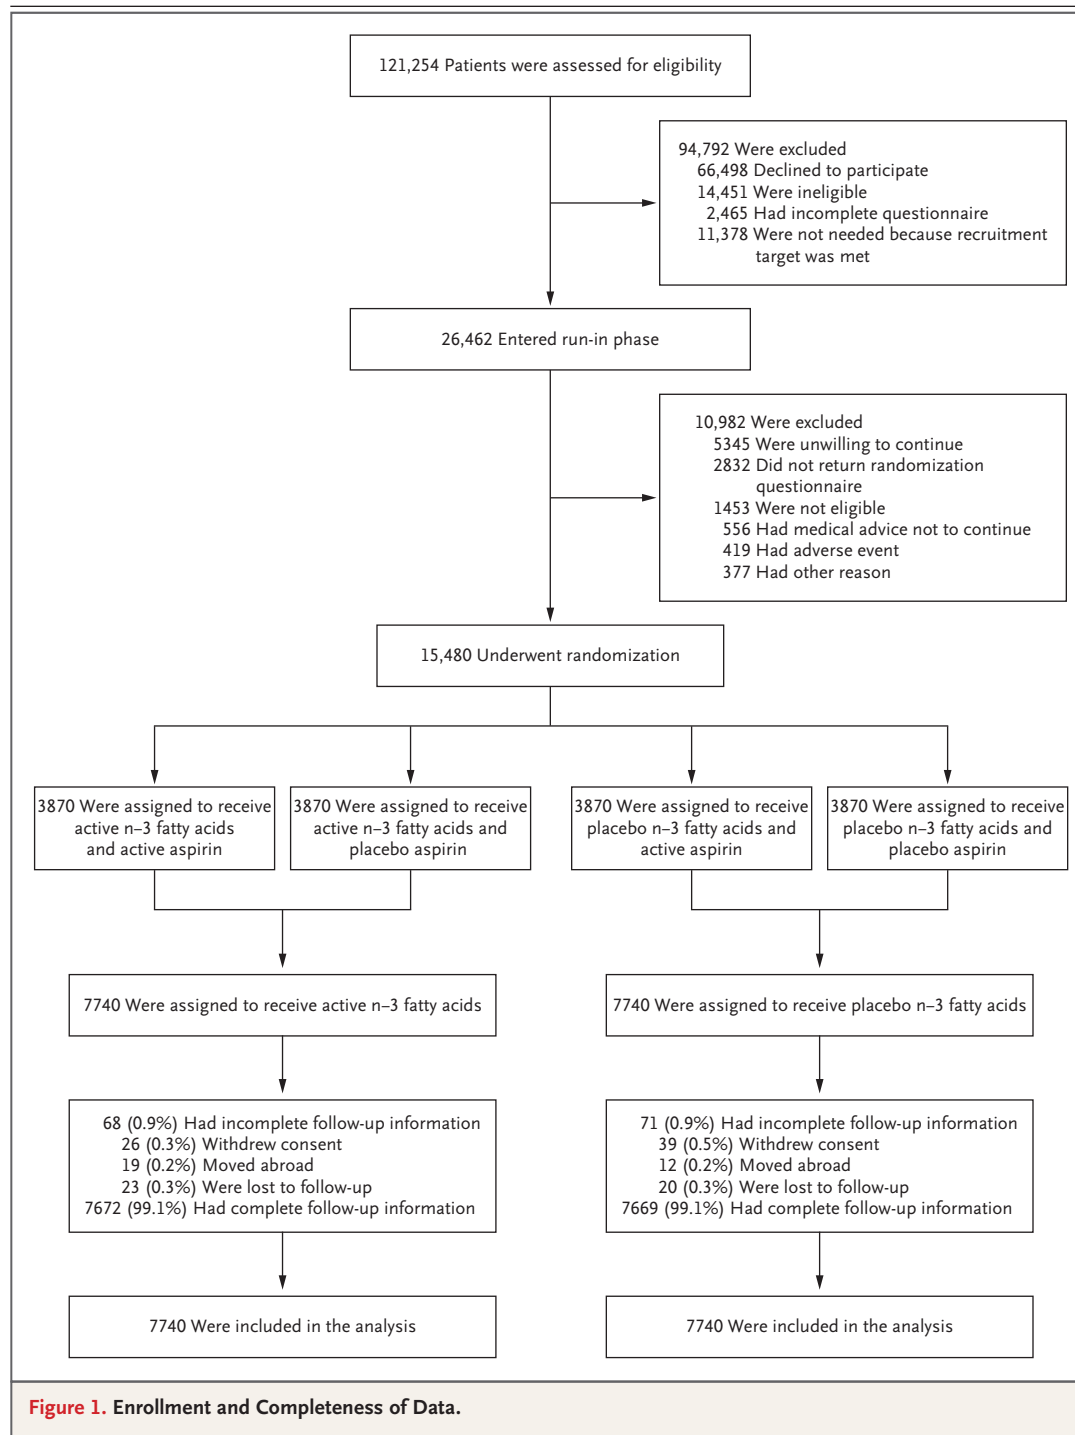 121,254 Patients were assessed for eligibility
94,792 Were excluded
66,498 Declined to participate
14,451 Were ineligible
2,465 Had incomplete questionnaire
11,378 Were not needed because recruitment
target was met
26,462 Entered run-in phase
10,982 Were excluded
5345 Were unwilling to continue
2832 Did not return randomization
questionnaire
1453 Were not eligible
556 Had medical advice not to continue
419 Had adverse event
377 Had other reason
15,480 Underwent randomization
3870 Were assigned to receive
active n–3 fatty acids
and active aspirin
3870 Were assigned to receive
active n–3 fatty acids and
placebo aspirin
3870 Were assigned to receive
placebo n–3 fatty acids and
active aspirin
3870 Were assigned to receive
placebo n–3 fatty acids and
placebo aspirin
7740 Were assigned to receive active n–3 fatty acids
7740 Were assigned to receive placebo n–3 fatty acids
68 (0.9%) Had incomplete follow-up information
26 (0.3%) Withdrew consent
19 (0.2%) Moved abroad
23 (0.3%) Were lost to follow-up
7672 (99.1%) Had complete follow-up information
71 (0.9%) Had incomplete follow-up information
39 (0.5%) Withdrew consent
12 (0.2%) Moved abroad
20 (0.3%) Were lost to follow-up
7669 (99.1%) Had complete follow-up information
7740 Were included in the analysis
7740 Were included in the analysis
Figure 1. Enrollment and Completeness of Data.